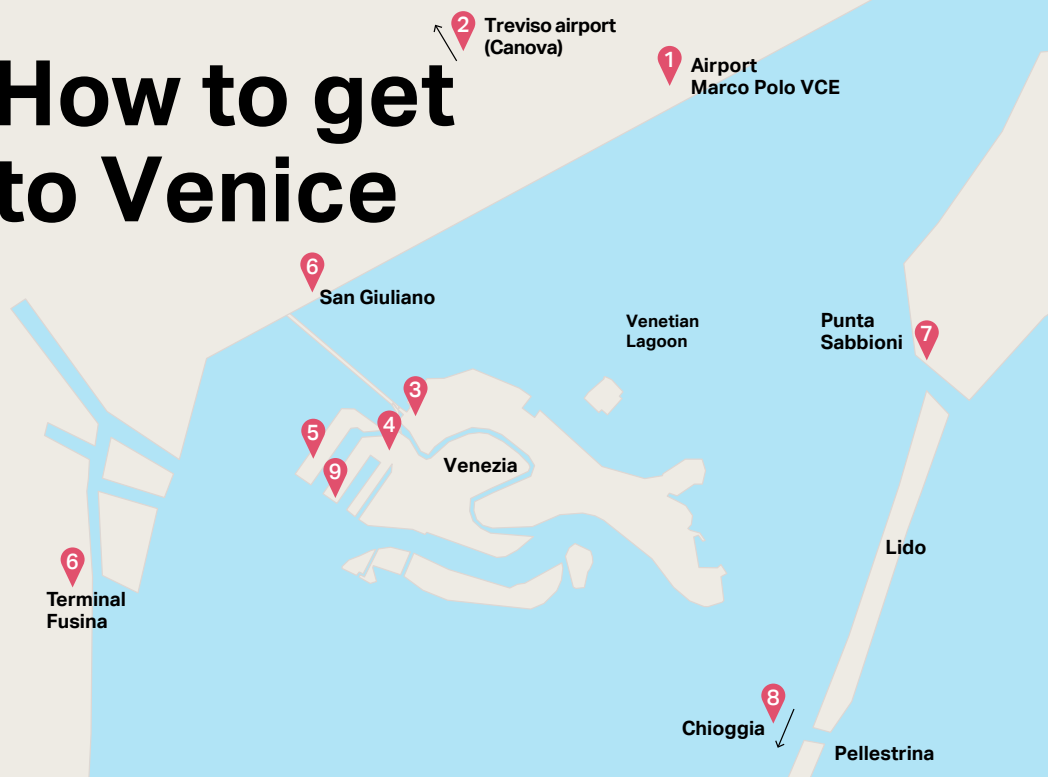 2
Treviso airport
(Canova)
1
Airport
Marco Polo VCE
How to get
to Venice
6
San Giuliano
Venetian
Lagoon
Punta
Sabbioni
7
3
4
5
9
Venezia
Lido
6
Terminal
Fusina
8
Chioggia
Pellestrina